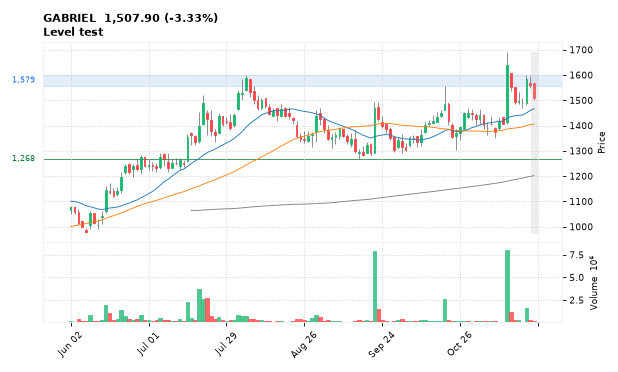 GABRIEL 1,507.90 (-3.33%)
Level test
1700
1600
1,579
1500
1400
1300
1,268
1200
1100
1000
Price
7.5
5.0
2.5
Volume 10⁶
Jun 02
Jul 01
Jul 29
Aug 26
Sep 24
Oct 26